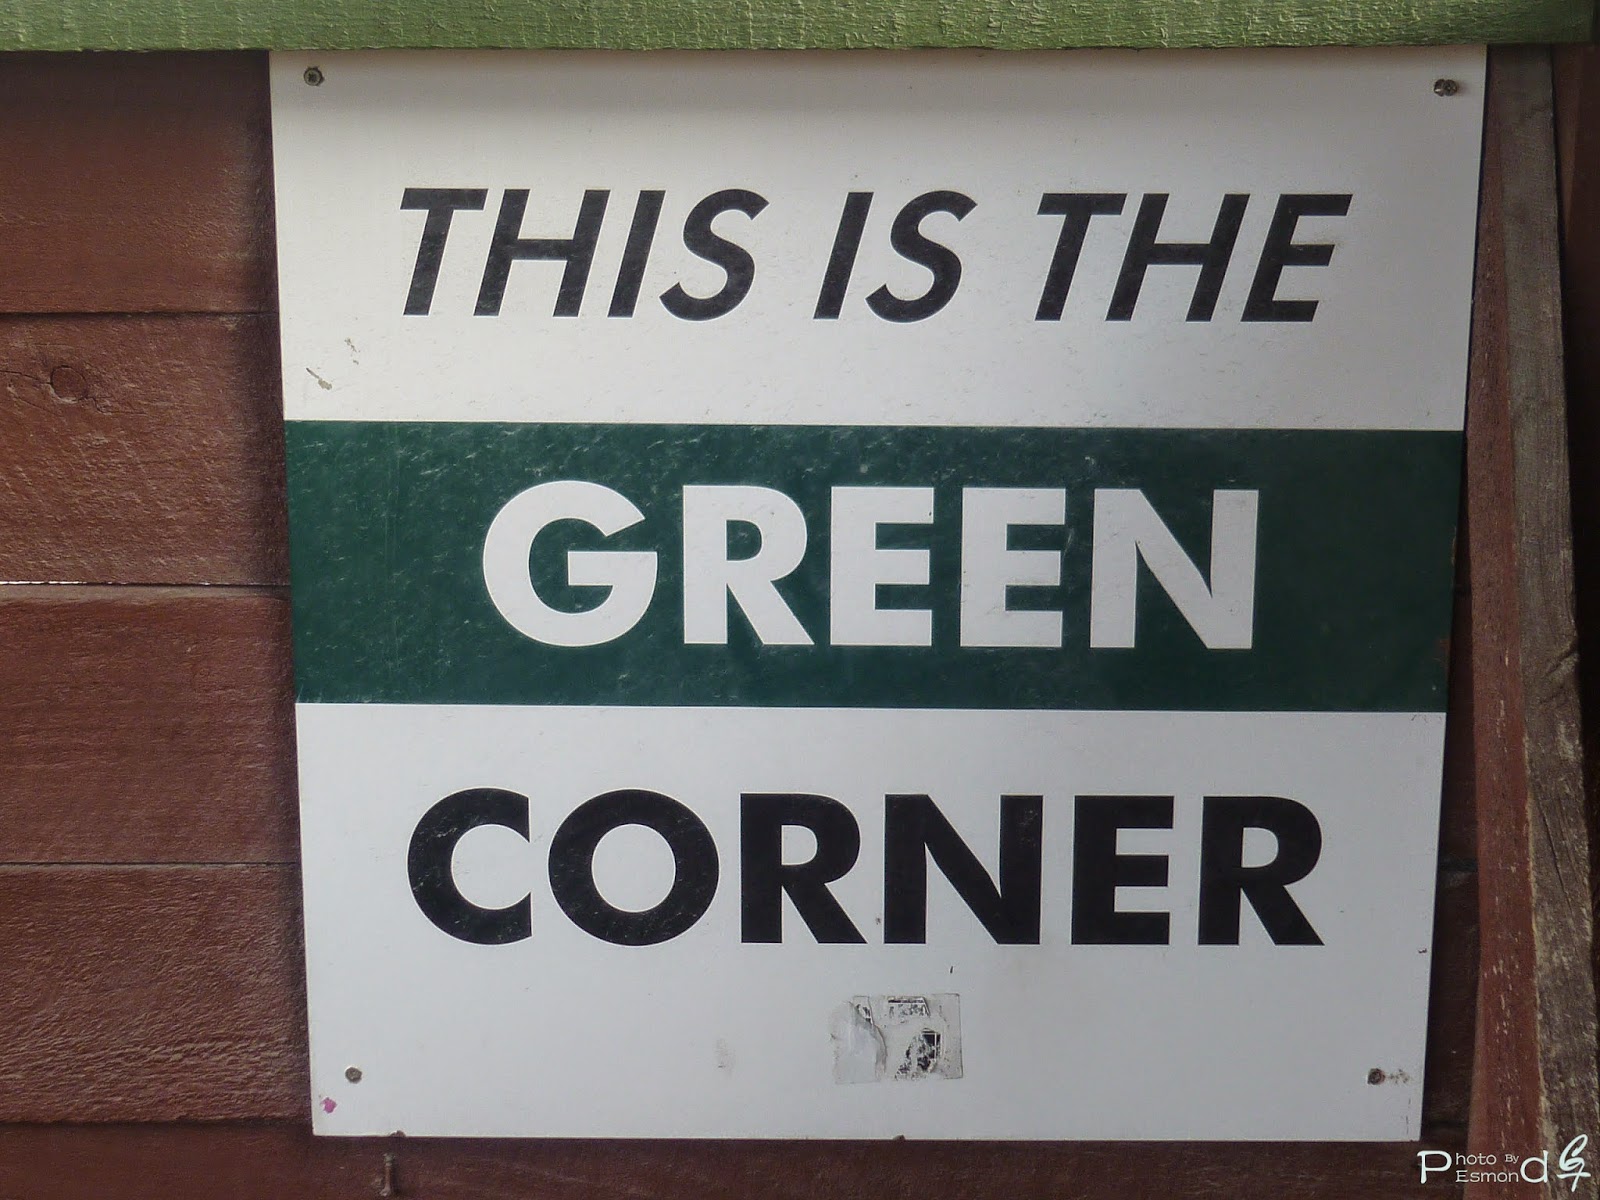 THIS IS THE
GREEN
CORNER
Photo By
Esmond